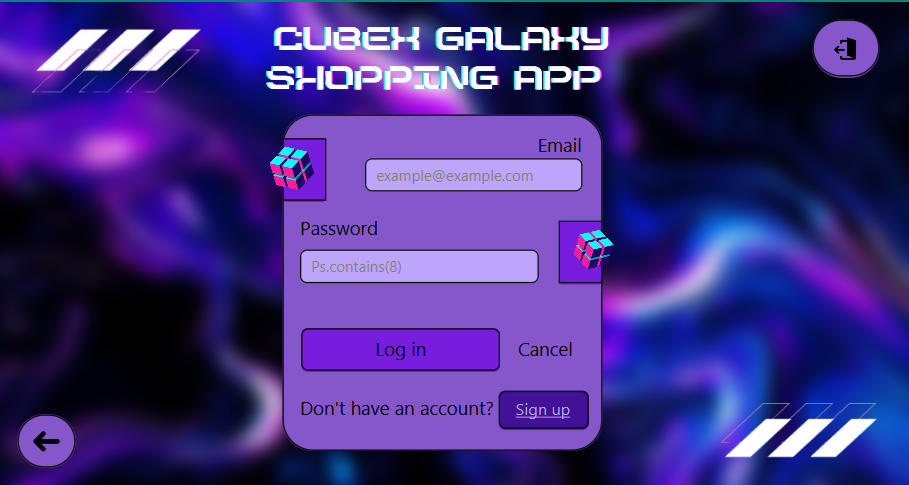 CUBEX GALAXY
SHOPPING APP
Email
example@example.com
Password
Ps.contains(8)
Log in
Cancel
Don't have an account?
Sign up